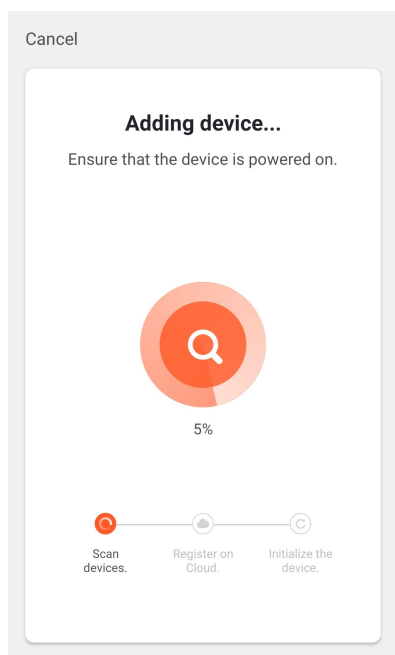 Cancel
Adding device...
Ensure that the device is powered on.
5%
Scan
devices.
Register on
Cloud.
Initialize the
device.